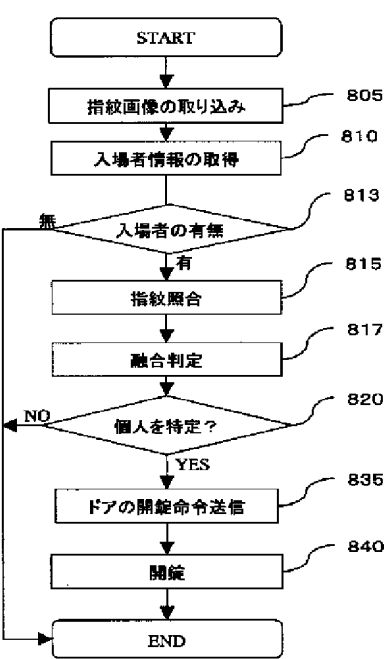 START
指紋画像の取り込み
805
入場者情報の取得
810
813
無
入場者の有無
有
815
指紋照合
817
融合判定
820
NO
個人を特定？
YES
835
ドアの開錠命令送信
840
開錠
END